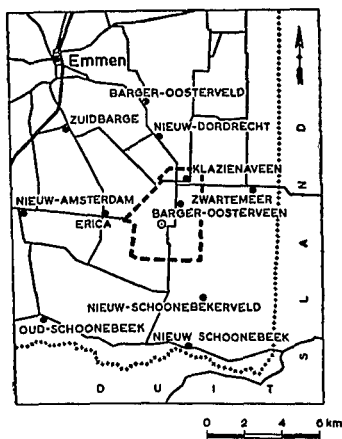 Emmen
BARGER-OOSTERVELD
ZUIDBARGE
NIEUW-DORDRECHT
KLAZIENAVEEN
NIEUW-AMSTERDAM
ZWARTEMEER
BARGER-OOSTERVEEN
ERICA
NIEUW-SCHOONEBEKERVELD
OUD-SCHOONEBEEK
NIEUW SCHOONEBEEK
DUITSLAND
0 2 4 6 km